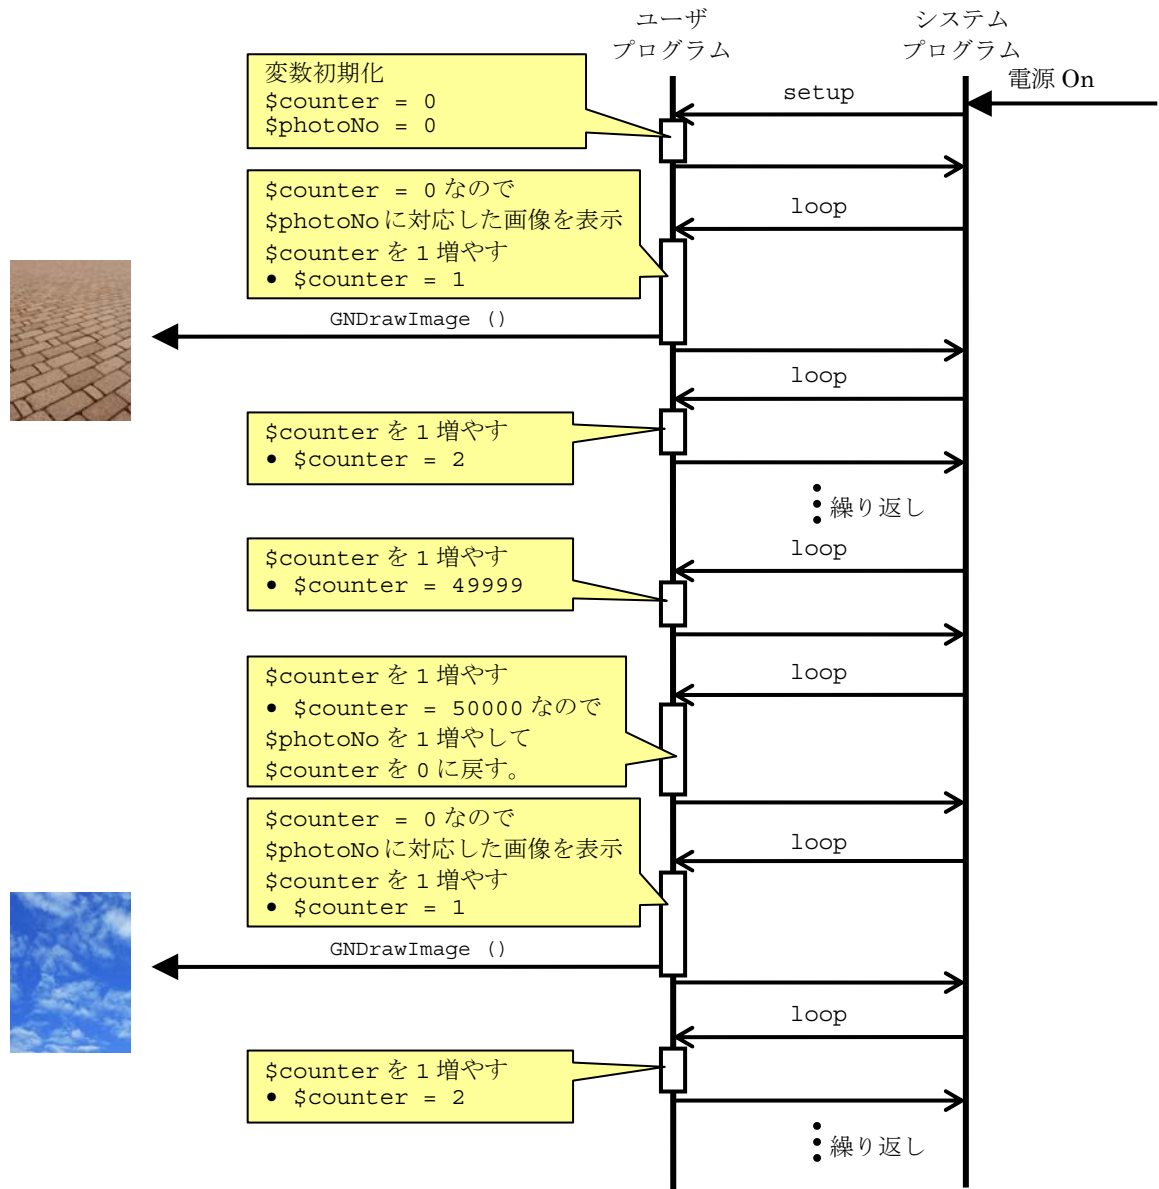 ユーザ
プログラム
システム
プログラム
電源 On
変数初期化
$counter = 0
$photoNo = 0
setup
$counter = 0 なので
$photoNo に対応した画像を表示
$counter を 1 増やす
• $counter = 1
loop
GNDrawImage ()
loop
$counter を 1 増やす
• $counter = 2
繰り返し
loop
$counter を 1 増やす
• $counter = 49999
loop
$counter を 1 増やす
• $counter = 50000 なので
$photoNo を 1 増やして
$counter を 0 に戻す。
$counter = 0 なので
$photoNo に対応した画像を表示
$counter を 1 増やす
• $counter = 1
loop
GNDrawImage ()
loop
$counter を 1 増やす
• $counter = 2
繰り返し